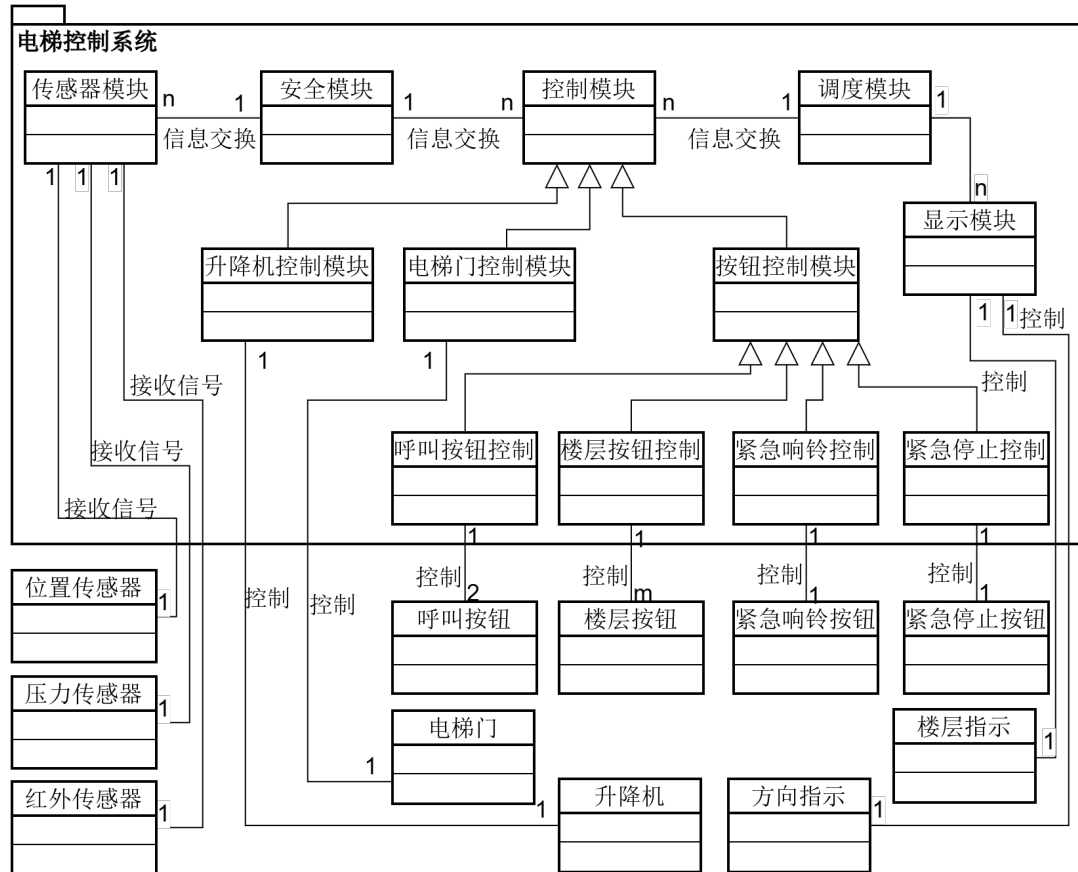 电梯控制系统
传感器模块
n
1
安全模块
1
n
控制模块
n
1
调度模块
1
信息交换
信息交换
信息交换
1
1
1
n
显示模块
升降机控制模块
电梯门控制模块
按钮控制模块
1
1
控制
1
1
接收信号
控制
呼叫按钮控制
楼层按钮控制
紧急响铃控制
紧急停止控制
接收信号
接收信号
1
1
1
1
位置传感器
1
控制
控制
控制
2
控制
m
控制
1
控制
1
呼叫按钮
楼层按钮
紧急响铃按钮
紧急停止按钮
压力传感器
1
电梯门
1
楼层指示
1
红外传感器
1
升降机
1
方向指示
1